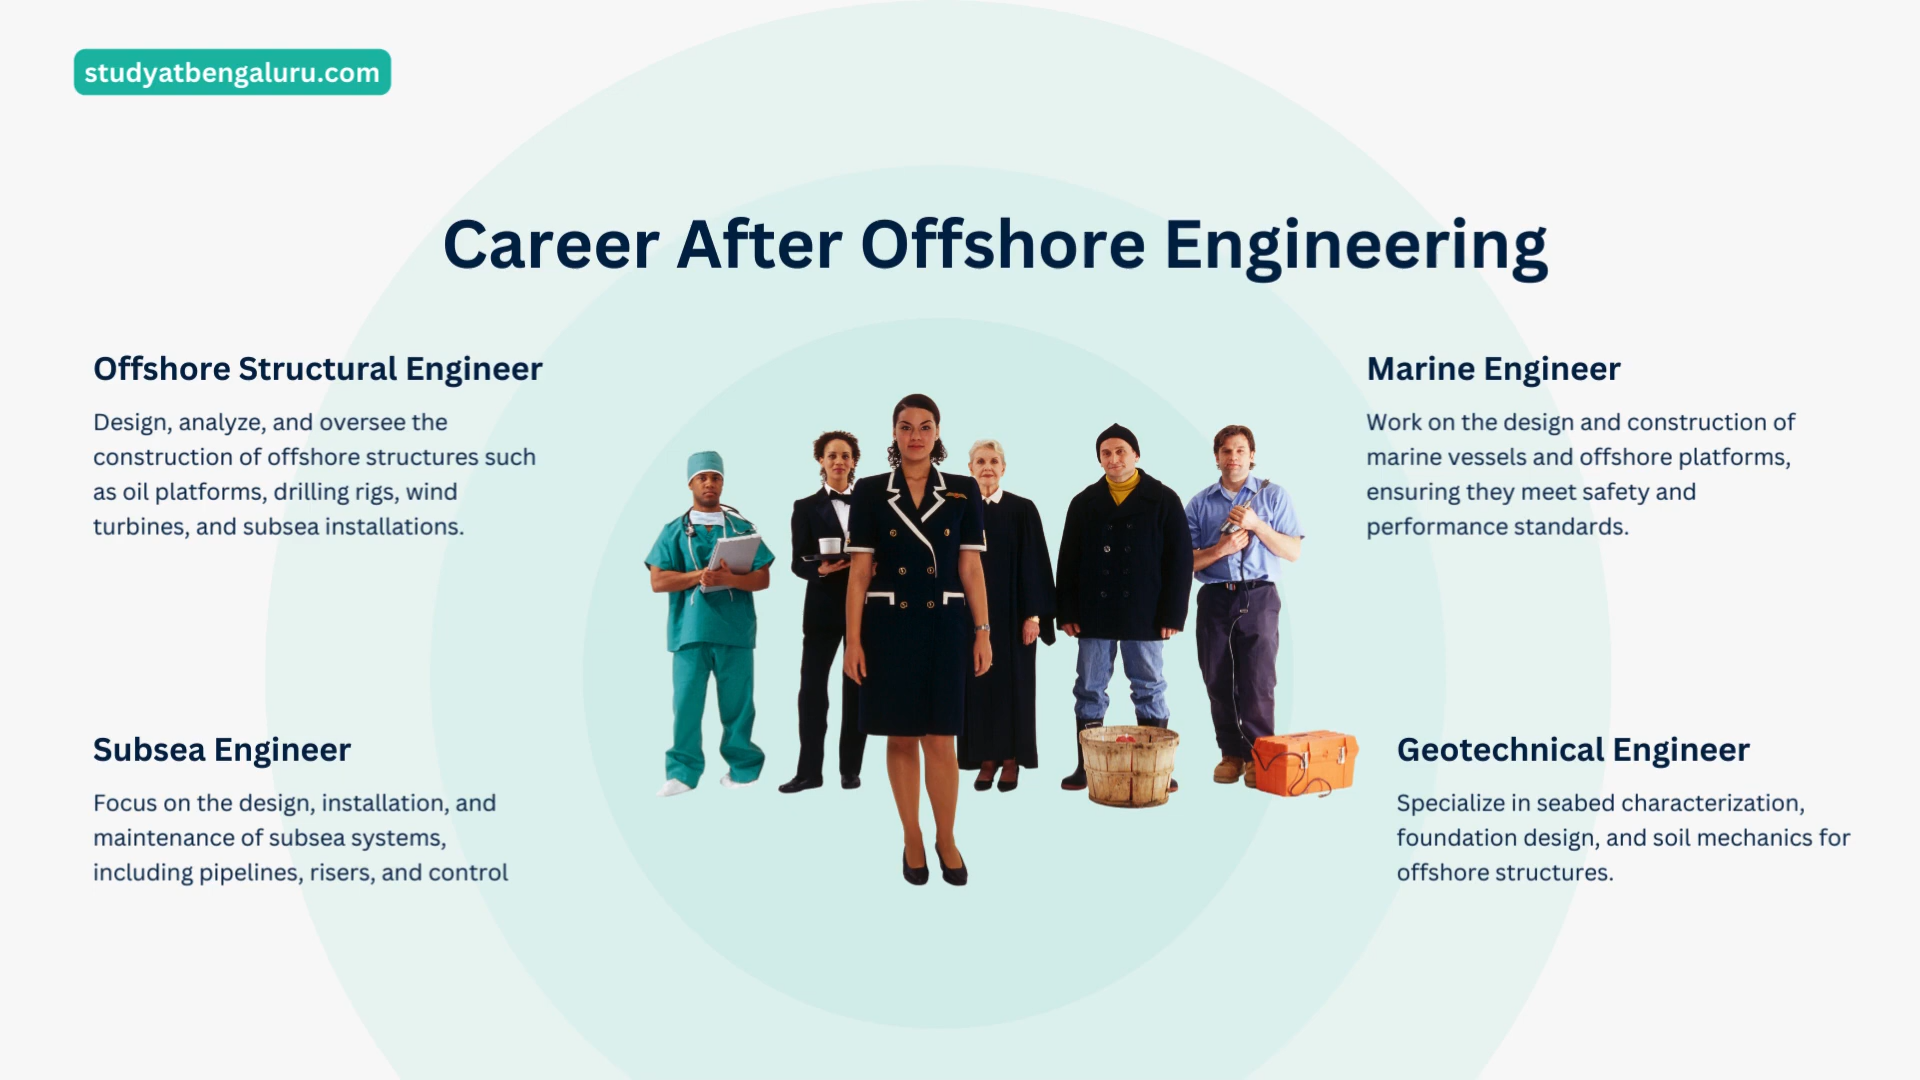 studyatbengaluru.com
Career After Offshore Engineering
Offshore Structural Engineer
Design, analyze, and oversee the
construction of offshore structures such
as oil platforms, drilling rigs, wind
turbines, and subsea installations.
Marine Engineer
Work on the design and construction of
marine vessels and offshore platforms,
ensuring they meet safety and
performance standards.
Subsea Engineer
Focus on the design, installation, and
maintenance of subsea systems,
including pipelines, risers, and control
Geotechnical Engineer
Specialize in seabed characterization,
foundation design, and soil mechanics for
offshore structures.